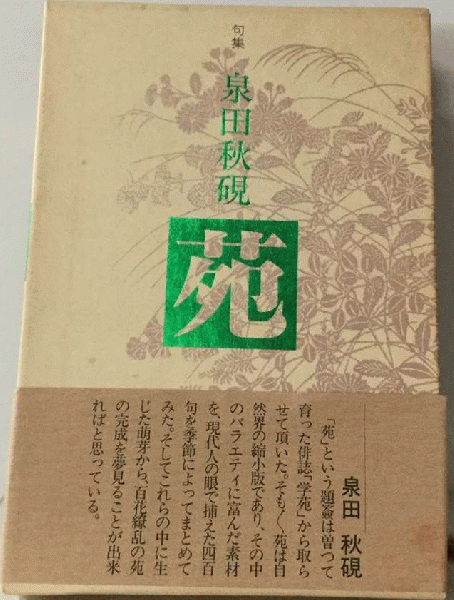 句集
泉田秋硯
苑
泉田 秋硯
「苑」という題簽は曽つて
育った俳誌「学苑」から取ら
せて頂いた。そもそも苑は自
然界の縮小版であり、その中
のバラエティに富んだ素材
を、現代人の眼で捕えた四百
句を季節によってまとめて
みた。そしてこれらの中に生
じた萌芽から、百花繚乱の苑
の完成を夢見ることが出来
ればと思っている。